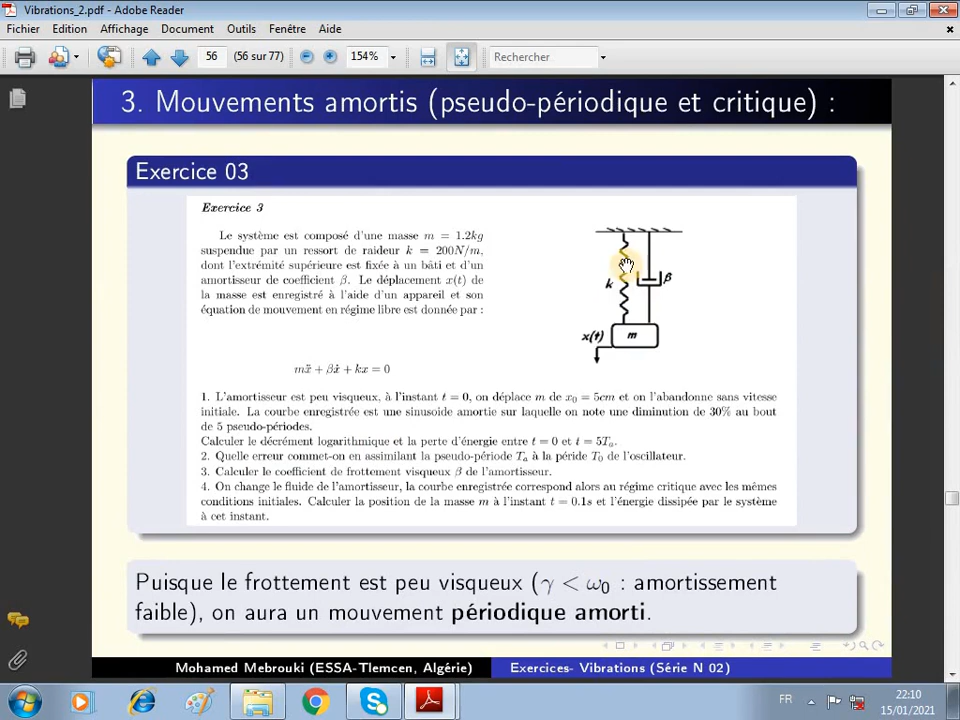 Vibrations_2.pdf - Adobe Reader
Fichier Edition Affichage Document Outils Fenêtre Aide
56 (56 sur 77) 154% Rechercher
3. Mouvements amortis (pseudo-périodique et critique) :
Exercice 03
Exercice 3
Le système est composé d'une masse m = 1.2kg
suspendue par un ressort de raideur k = 200N/m,
dont l'extrémité supérieure est fixée à un bâti et d'un
amortisseur de coefficient β. Le déplacement x(t) de
la masse est enregistré à l'aide d'un appareil et son
équation de mouvement en régime libre est donnée par :
mẍ + βẋ + kx = 0
k
β
x(t)
m
1. L'amortisseur est peu visqueux, à l'instant t = 0, on déplace m de x₀ = 5cm et on l'abandonne sans vitesse
initiale. La courbe enregistrée est une sinusoide amortie sur laquelle on note une diminution de 30% au bout
de 5 pseudo-périodes.
Calculer le décrément logarithmique et la perte d'énergie entre t = 0 et t = 5Tₐ.
2. Quelle erreur commet-on en assimilant la pseudo-période Tₐ à la péride T₀ de l'oscillateur.
3. Calculer le coefficient de frottement visqueux β de l'amortisseur.
4. On change le fluide de l'amortisseur, la courbe enregistrée correspond alors au régime critique avec les mêmes
conditions initiales. Calculer la position de la masse m à l'instant t = 0.1s et l'énergie dissipée par le système
à cet instant.
Puisque le frottement est peu visqueux (γ < ω₀ : amortissement
faible), on aura un mouvement périodique amorti.
Mohamed Mebrouki (ESSA-Tlemcen, Algérie) Exercices- Vibrations (Série N 02)
FR
22:10
15/01/2021